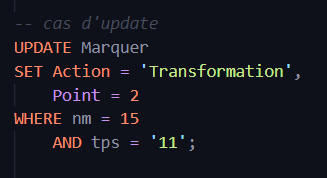 -- cas d'update
UPDATE Marquer
SET Action = 'Transformation',
    Point = 2
WHERE nm = 15
    AND tps = '11';